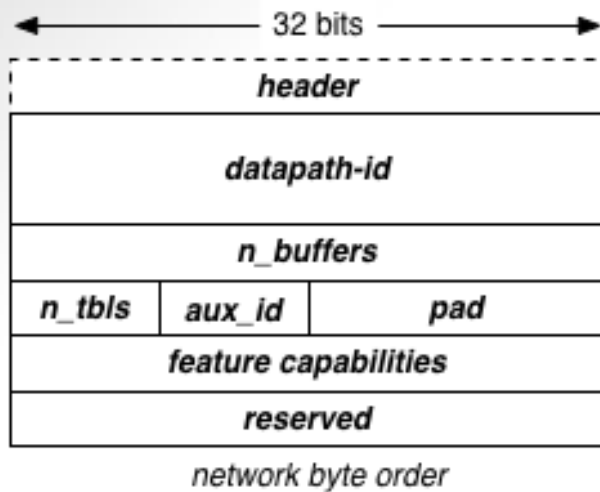 32 bits
header
datapath-id
n_buffers
n_tbls aux_id pad
feature capabilities
reserved
network byte order